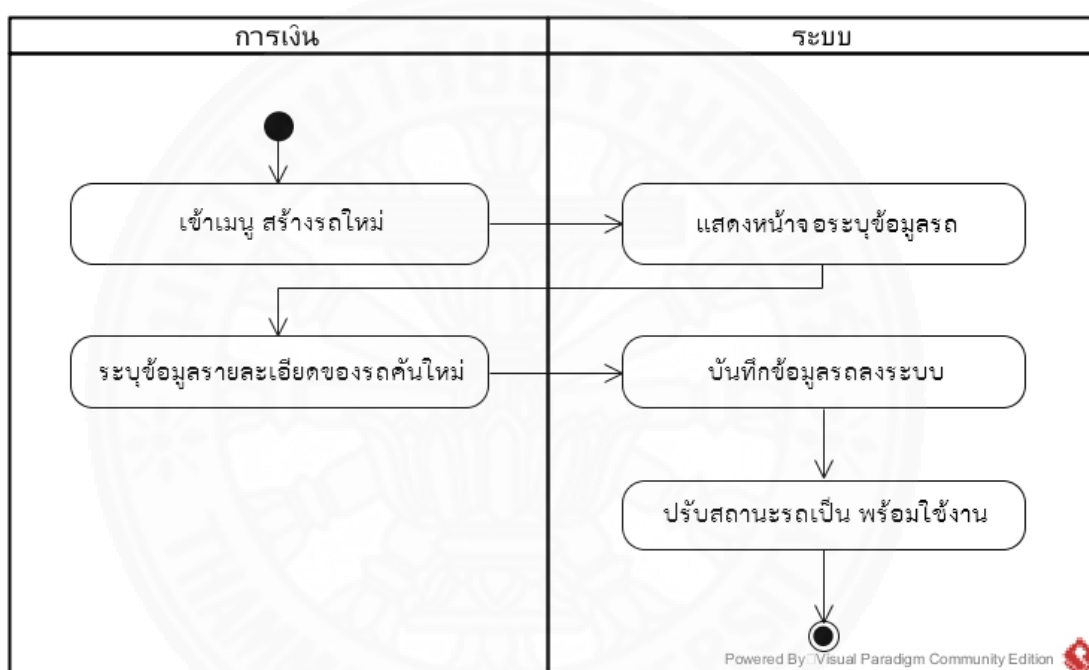 การเงิน
ระบบ
เข้าเมนู สร้างรถใหม่
แสดงหน้าจอระบุข้อมูลรถ
ระบุข้อมูลรายละเอียดของรถคันใหม่
บันทึกข้อมูลรถลงระบบ
ปรับสถานะรถเป็น พร้อมใช้งาน
Powered By Visual Paradigm Community Edition